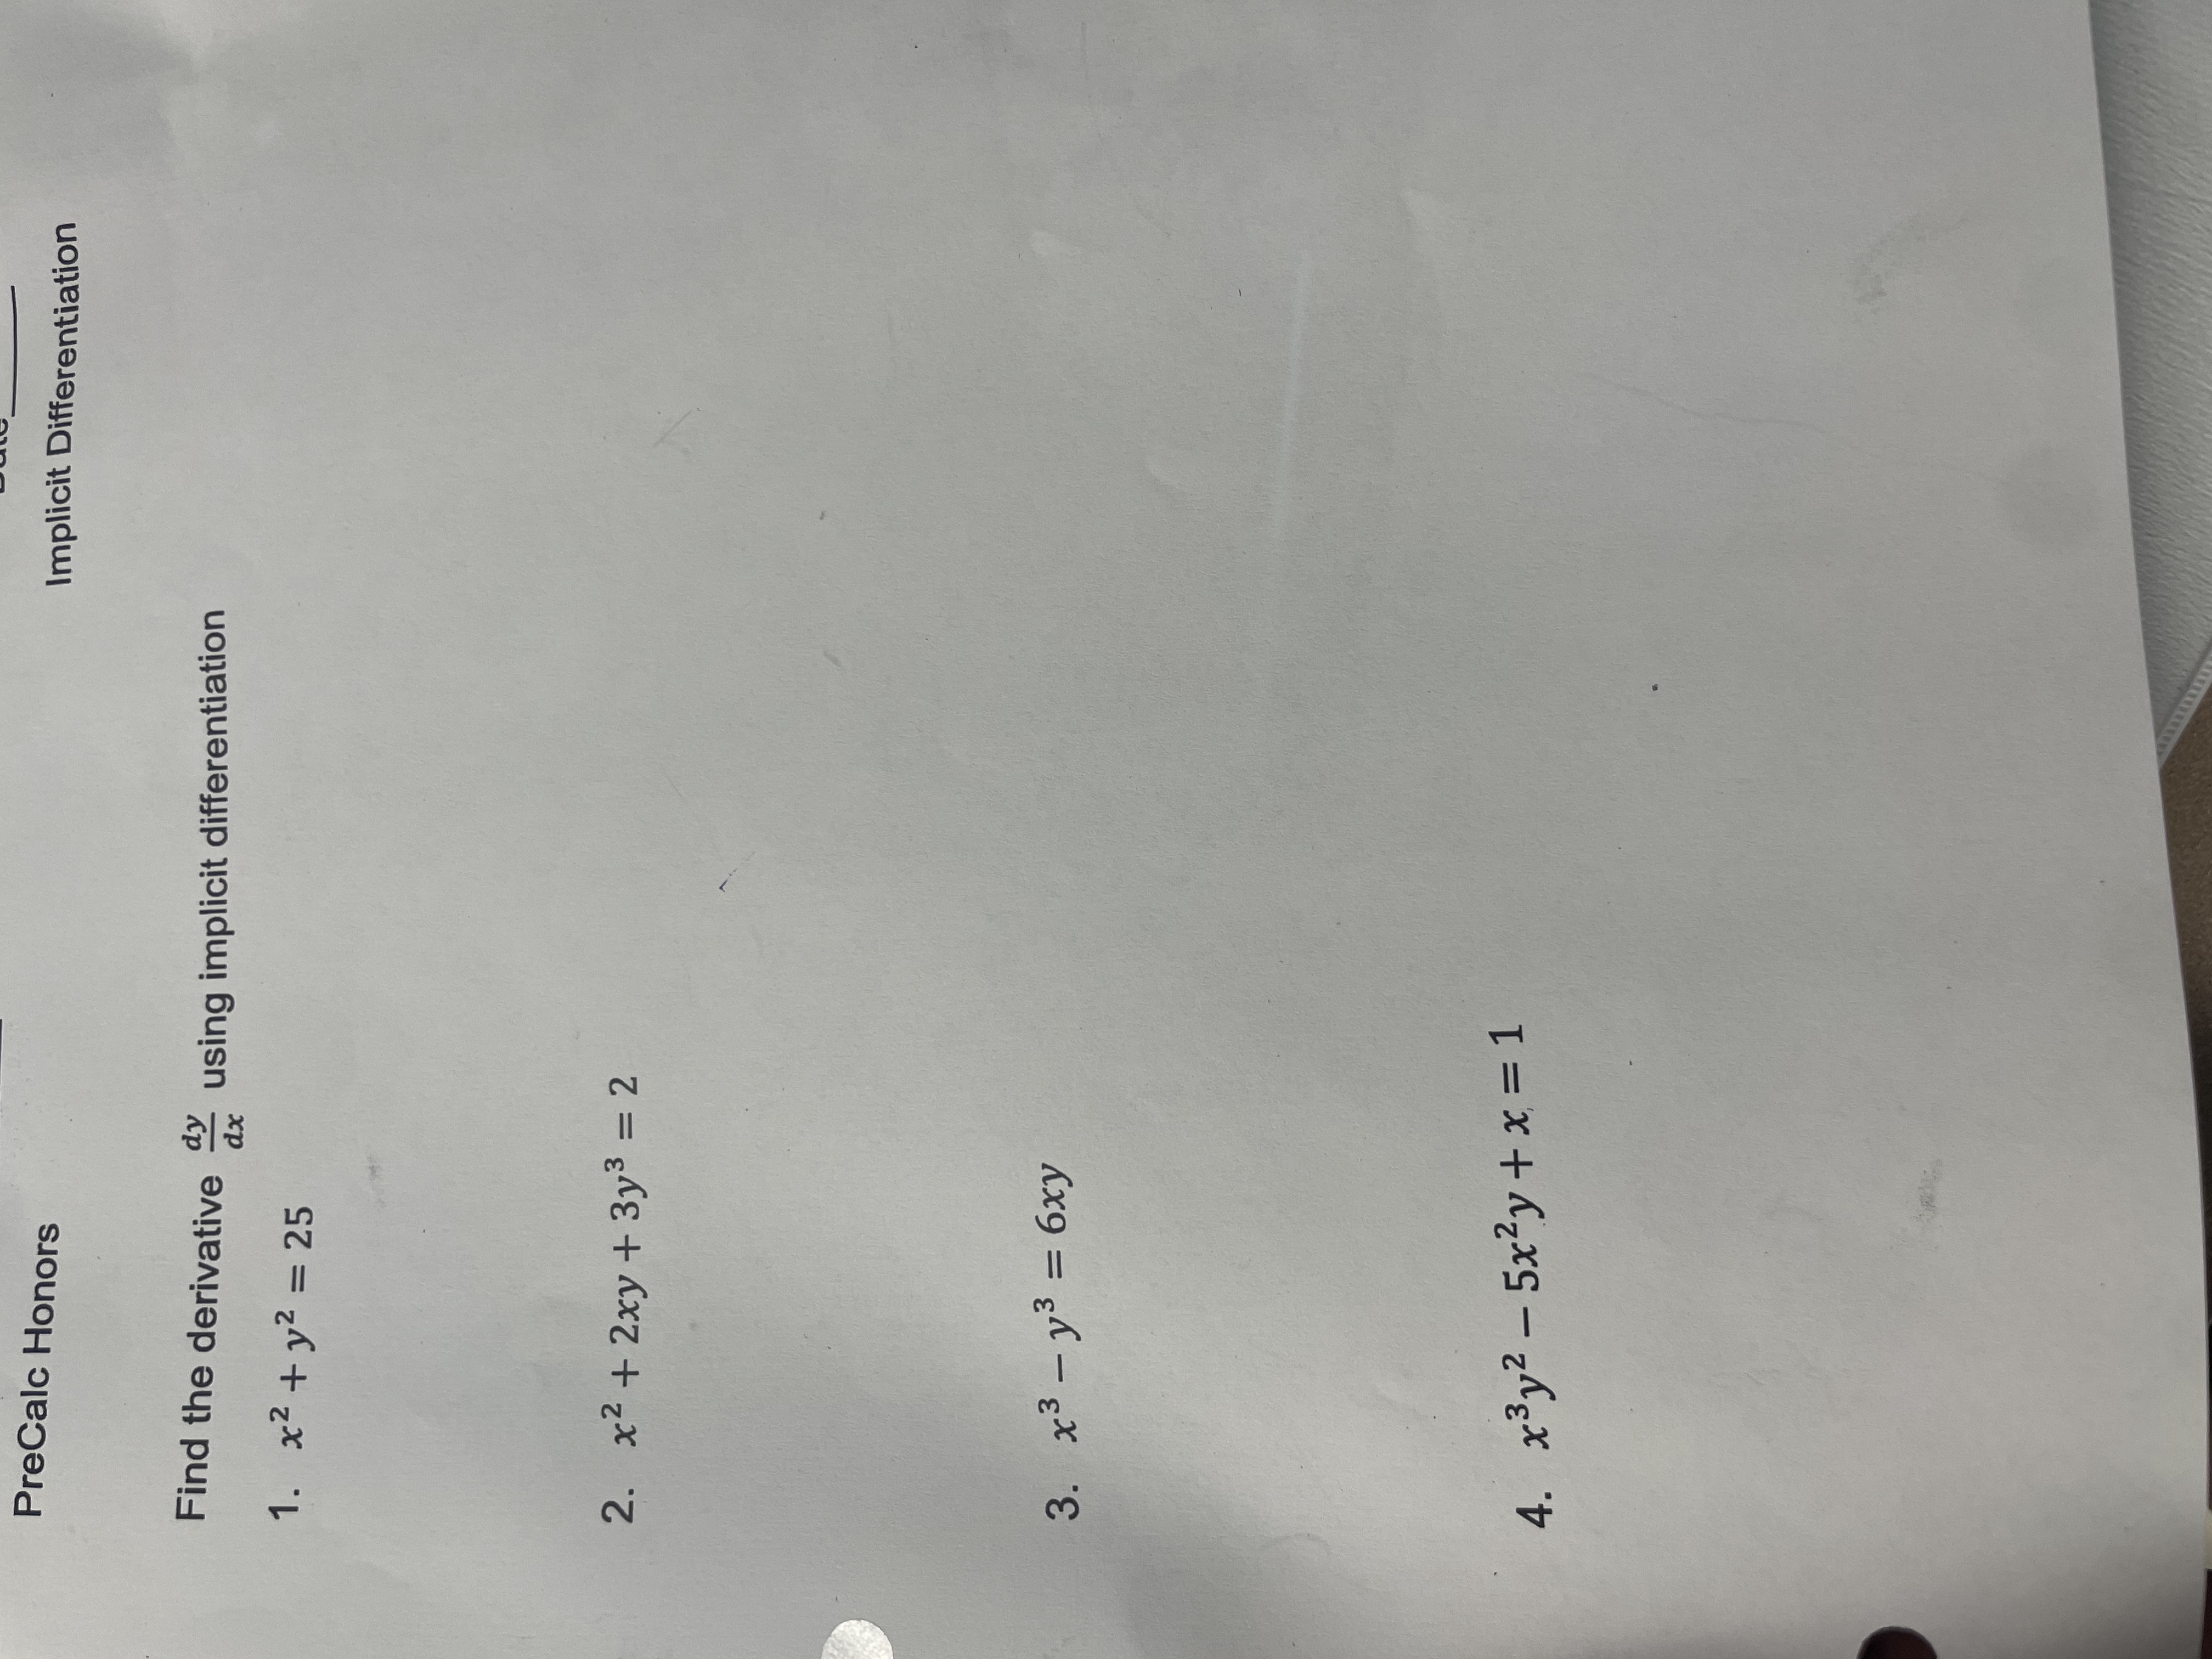 PreCalc Honors
Implicit Differentiation
Find the derivative dy/dx using implicit differentiation
1. x² + y² = 25
2. x² + 2xy + 3y³ = 2
3. x³ − y³ = 6xy
4. x³y² − 5x²y + x = 1